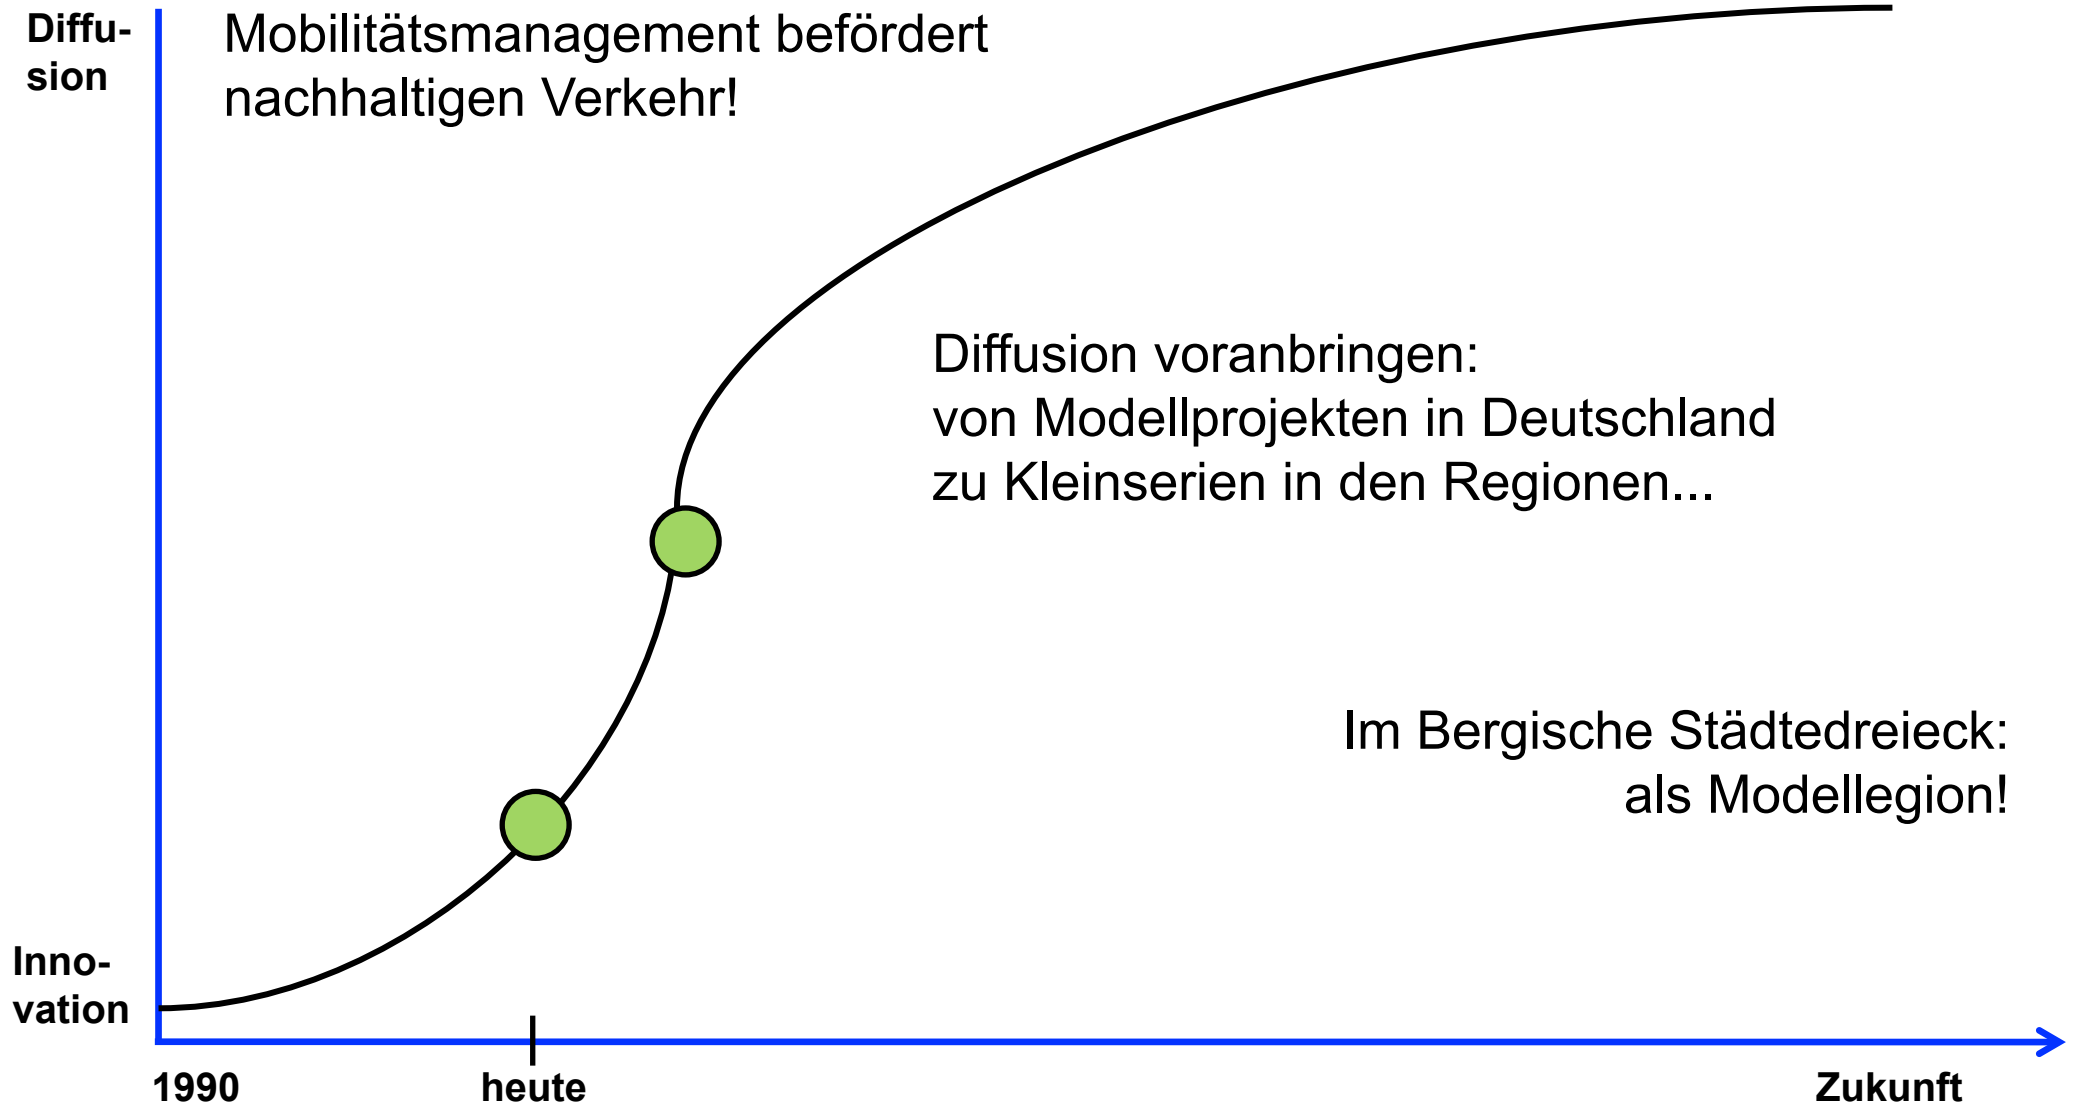 Diffu-
sion
Mobilitätsmanagement befördert
nachhaltigen Verkehr!
Diffusion voranbringen:
von Modellprojekten in Deutschland
zu Kleinserien in den Regionen...
Im Bergische Städtedreieck:
als Modellegion!
Inno-
vation
1990
heute
Zukunft